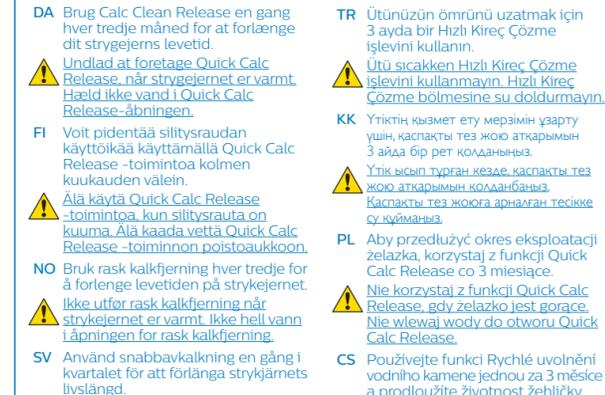 DA Brug Calc Clean Release en gang
hver tredje måned for at forlænge
dit strygejerns levetid.
Undlad at foretage Quick Calc
Release, når strygejernet er varmt.
Hæld ikke vand i Quick Calc
Release-åbningen.
FI Voit pidentää silitysraudan
käyttöikää käyttämällä Quick Calc
Release -toimintoa kolmen
kuukauden välein.
Älä käytä Quick Calc Release
-toimintoa, kun silitysrauta on
kuuma. Älä kaada vettä Quick Calc
Release -toiminnon poistoaukkoon.
NO Bruk rask kalkfjerning hver tredje for
å forlenge levetiden på strykejernet.
Ikke utfør rask kalkfjerning når
strykejernet er varmt. Ikke hell vann
i åpningen for rask kalkfjerning.
SV Använd snabbavkalkning en gång i
kvartalet för att förlänga strykjärnets
livslängd.
TR Ütünüzün ömrünü uzatmak için
3 ayda bir Hızlı Kireç Çözme
işlevini kullanın.
Ütü sıcakken Hızlı Kireç Çözme
işlevini kullanmayın. Hızlı Kireç
Çözme bölmesine su doldurmayın.
KK Үтіктің қызмет ету мерзімін ұзарту
үшін, каспақты тез жою атқарымын
3 айда бір рет қолданыңыз.
Үтік ысып тұрған кезде, каспақты тез
жою атқарымын қолданбаңыз.
Қаспақты тез жоюға арналған тесікке
су құймаңыз.
PL Aby przedłużyć okres eksploatacji
żelazka, korzystaj z funkcji Quick
Calc Release co 3 miesiące.
Nie korzystaj z funkcji Quick Calc
Release, gdy żelazko jest gorące.
Nie wlewaj wody do otworu Quick
Calc Release.
CS Používejte funkci Rychlé uvolnění
vodního kamene jednou za 3 měsíce
a prodloužíte životnost žehličky.